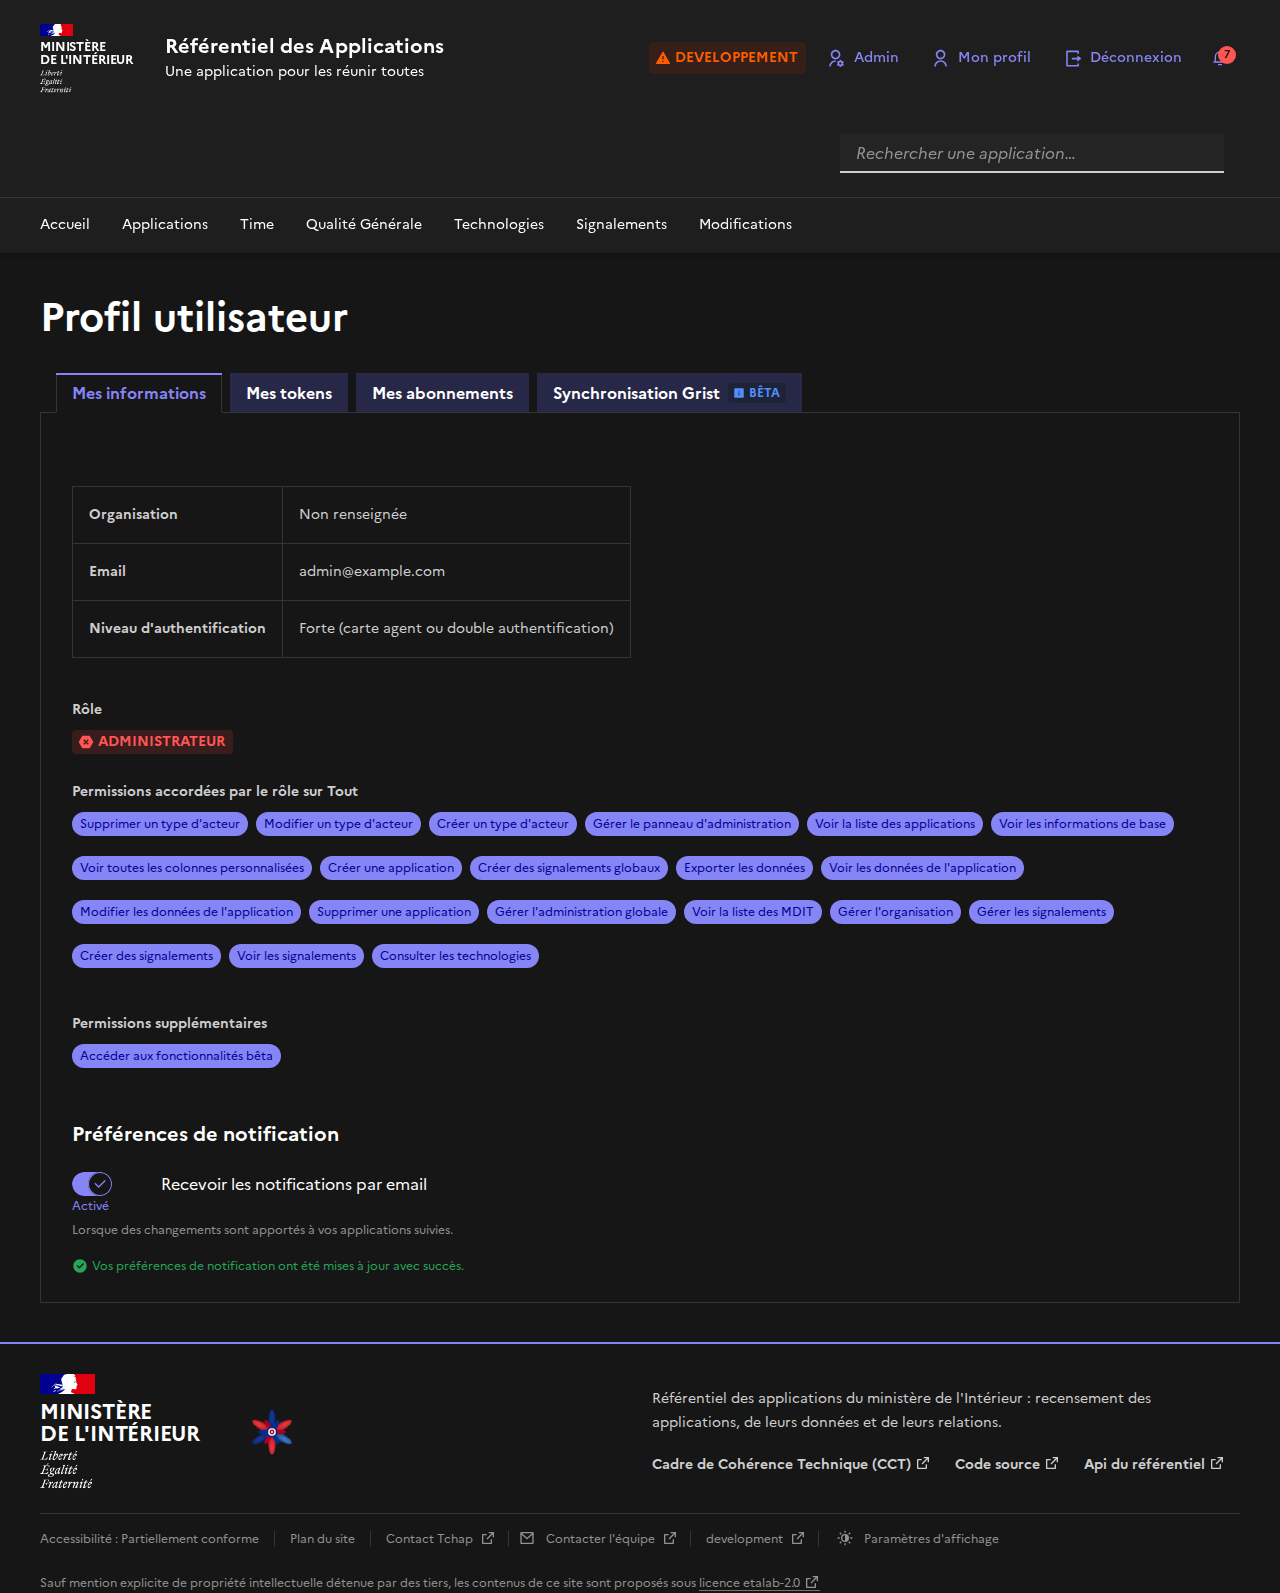 MINISTÈRE
DE L'INTÉRIEUR
Liberté
Égalité
Fraternité
Référentiel des Applications
Une application pour les réunir toutes
DEVELOPPEMENT
Admin
Mon profil
Déconnexion
7
Rechercher une application...
Accueil
Applications
Time
Qualité Générale
Technologies
Signalements
Modifications
Profil utilisateur
Mes informations
Mes tokens
Mes abonnements
Synchronisation Grist
BÊTA
Organisation
Non renseignée
Email
admin@example.com
Niveau d'authentification
Forte (carte agent ou double authentification)
Rôle
ADMINISTRATEUR
Permissions accordées par le rôle sur Tout
Supprimer un type d'acteur
Modifier un type d'acteur
Créer un type d'acteur
Gérer le panneau d'administration
Voir la liste des applications
Voir les informations de base
Voir toutes les colonnes personnalisées
Créer une application
Créer des signalements globaux
Exporter les données
Voir les données de l'application
Modifier les données de l'application
Supprimer une application
Gérer l'administration globale
Voir la liste des MDIT
Gérer l'organisation
Gérer les signalements
Créer des signalements
Voir les signalements
Consulter les technologies
Permissions supplémentaires
Accéder aux fonctionnalités bêta
Préférences de notification
Recevoir les notifications par email
Activé
Lorsque des changements sont apportés à vos applications suivies.
Vos préférences de notification ont été mises à jour avec succès.
MINISTÈRE
DE L'INTÉRIEUR
Liberté
Égalité
Fraternité
Référentiel des applications du ministère de l'Intérieur : recensement des
applications, de leurs données et de leurs relations.
Cadre de Cohérence Technique (CCT)
Code source
Api du référentiel
Accessibilité : Partiellement conforme
Plan du site
Contact Tchap
Contacter l'équipe
development
Paramètres d'affichage
Sauf mention explicite de propriété intellectuelle détenue par des tiers, les contenus de ce site sont proposés sous licence etalab-2.0